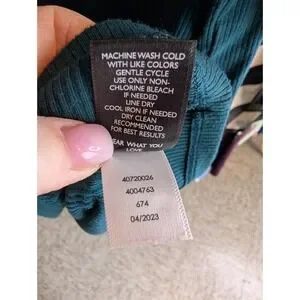 MACHINE WASH COLD
WITH LIKE COLORS
GENTLE CYCLE
USE ONLY NON-
CHLORINE BLEACH
IF NEEDED
LINE DRY
COOL IRON IF NEEDED
DRY CLEAN
RECOMMENDED
FOR BEST RESULTS
EAR WHAT YOU
LOVE
40720026
4004763
674
04/2023